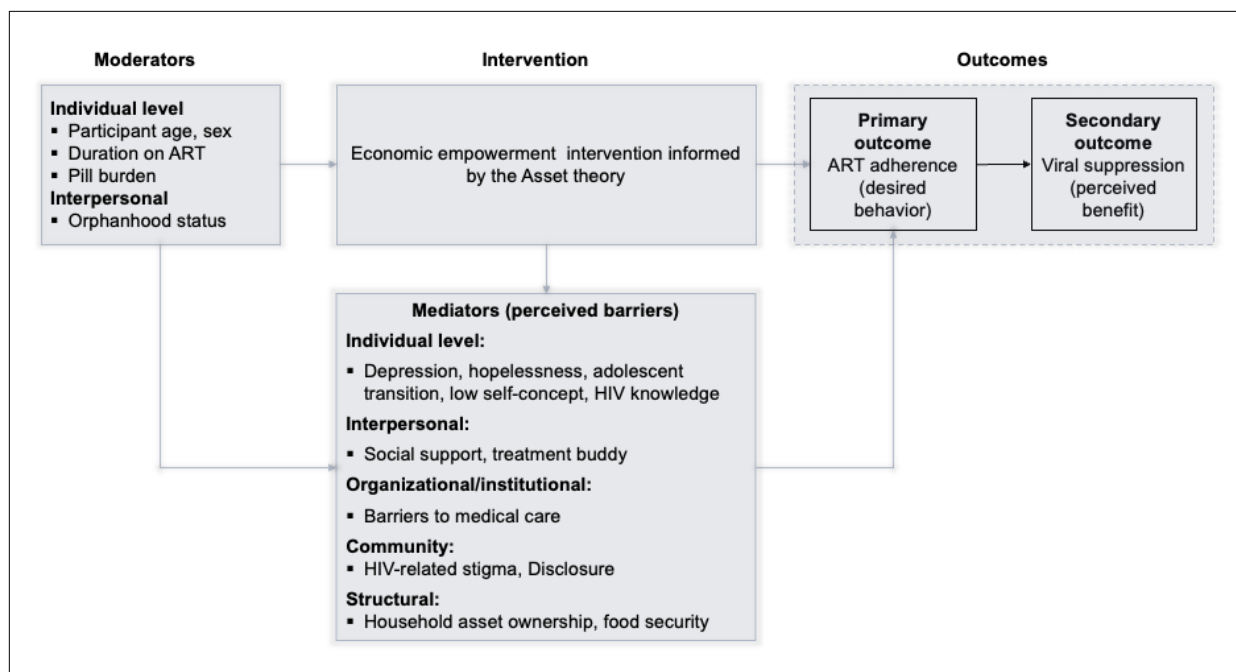 Moderators
Intervention
Outcomes
Individual level
▪ Participant age, sex
▪ Duration on ART
▪ Pill burden
Interpersonal
▪ Orphanhood status
Economic empowerment intervention informed
by the Asset theory
Primary
outcome
ART adherence
(desired
behavior)
Secondary
outcome
Viral suppression
(perceived
benefit)
Mediators (perceived barriers)
Individual level:
▪ Depression, hopelessness, adolescent
transition, low self-concept, HIV knowledge
Interpersonal:
▪ Social support, treatment buddy
Organizational/institutional:
▪ Barriers to medical care
Community:
▪ HIV-related stigma, Disclosure
Structural:
▪ Household asset ownership, food security